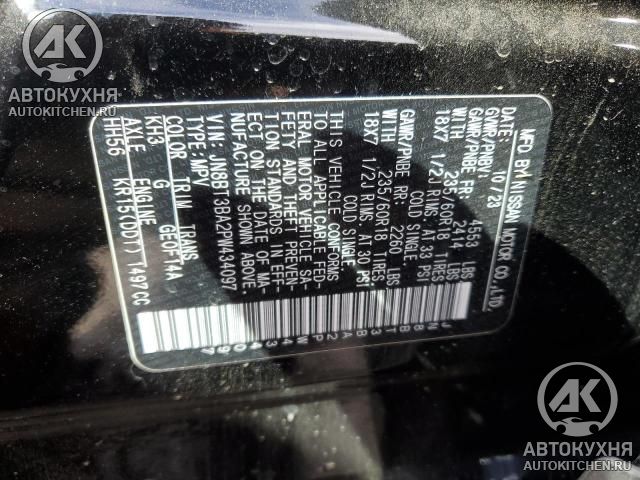 MFD. BY NISSAN MOTOR CO., LTD.
10/23
GVWR/PNBV: 4553 LBS
GAWR/PNBE FR: 2414 LBS
WITH 235/60R18 TIRES,
18X7 1/2J RIMS, AT 33 PSI
COLD SINGLE
GAWR/PNBE RR: 2260 LBS
WITH 235/60R18 TIRES,
18X7 1/2J RIMS, AT 30 PSI
COLD SINGLE
THIS VEHICLE CONFORMS
TO ALL APPLICABLE FED-
ERAL MOTOR VEHICLE SA-
FETY AND THEFT PREVEN-
TION STANDARDS IN EFF-
ECT ON THE DATE OF MA-
NUFACTURE SHOWN ABOVE.
VIN: JN8BT3BA2PW434097
TYPE: MPV
COLOR TRIM TRANS
KH3 G GE0FT4A
AXLE ENGINE
HH56 KR15(DDT) T497CC
JN8BT3BA2PW434097
AK
АВТОКУХНЯ
AUTOKITCHEN.RU
AK
АВТОКУХНЯ
AUTOKITCHEN.RU